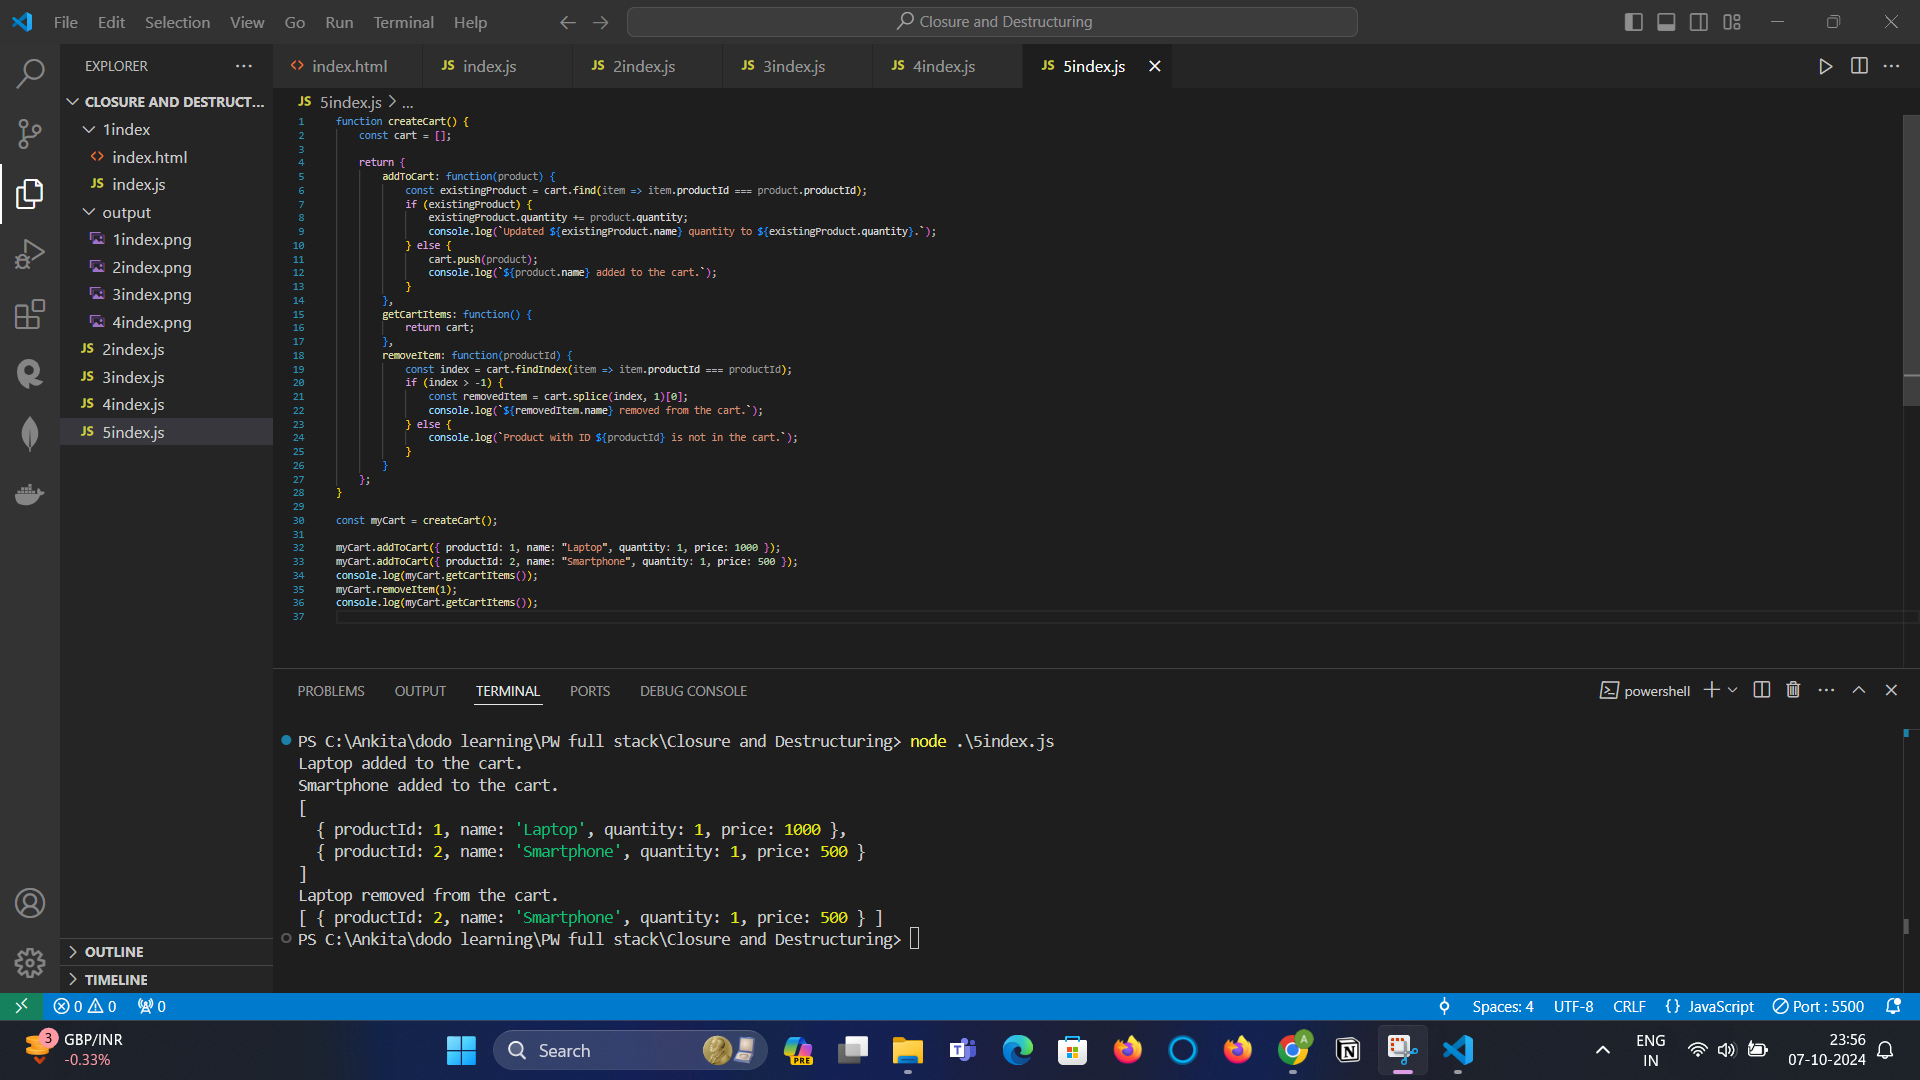 File Edit Selection View Go Run Terminal Help
Closure and Destructuring
EXPLORER
CLOSURE AND DESTRUCT...
1index
index.html
JS index.js
output
1index.png
2index.png
3index.png
4index.png
JS 2index.js
JS 3index.js
JS 4index.js
JS 5index.js
OUTLINE
TIMELINE
index.html
JS index.js
JS 2index.js
JS 3index.js
JS 4index.js
JS 5index.js
JS 5index.js > ...
1 function createCart() {
2 const cart = [];
3
4 return {
5 addToCart: function(product) {
6 const existingProduct = cart.find(item => item.productId === product.productId);
7 if (existingProduct) {
8 existingProduct.quantity += product.quantity;
9 console.log(`Updated ${existingProduct.name} quantity to ${existingProduct.quantity}.`);
10 } else {
11 cart.push(product);
12 console.log(`${product.name} added to the cart.`);
13 }
14 },
15 getCartItems: function() {
16 return cart;
17 },
18 removeItem: function(productId) {
19 const index = cart.findIndex(item => item.productId === productId);
20 if (index > -1) {
21 const removedItem = cart.splice(index, 1)[0];
22 console.log(`${removedItem.name} removed from the cart.`);
23 } else {
24 console.log(`Product with ID ${productId} is not in the cart.`);
25 }
26 }
27 };
28 }
29
30 const myCart = createCart();
31
32 myCart.addToCart({ productId: 1, name: "Laptop", quantity: 1, price: 1000 });
33 myCart.addToCart({ productId: 2, name: "Smartphone", quantity: 1, price: 500 });
34 console.log(myCart.getCartItems());
35 myCart.removeItem(1);
36 console.log(myCart.getCartItems());
37
PROBLEMS OUTPUT TERMINAL PORTS DEBUG CONSOLE
powershell
PS C:\Ankita\dodo learning\PW full stack\Closure and Destructuring> node .\5index.js
Laptop added to the cart.
Smartphone added to the cart.
[
{ productId: 1, name: 'Laptop', quantity: 1, price: 1000 },
{ productId: 2, name: 'Smartphone', quantity: 1, price: 500 }
]
Laptop removed from the cart.
[ { productId: 2, name: 'Smartphone', quantity: 1, price: 500 } ]
PS C:\Ankita\dodo learning\PW full stack\Closure and Destructuring>
0 0 0
Spaces: 4 UTF-8 CRLF {} JavaScript Port : 5500
3 GBP/INR
-0.33%
Search
PRE
A
ENG
IN
23:56
07-10-2024